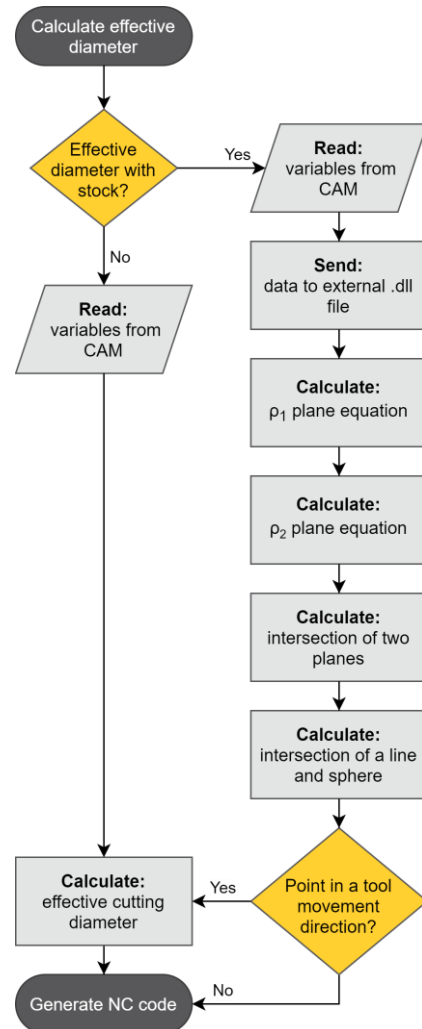 Calculate effective
diameter
Effective
diameter with
stock?
Yes
Read:
variables from
CAM
No
Read:
variables from
CAM
Send:
data to external .dll
file
Calculate:
ρ₁ plane equation
Calculate:
ρ₂ plane equation
Calculate:
intersection of two
planes
Calculate:
intersection of a line
and sphere
Point in a tool
movement
direction?
Yes
Calculate:
effective cutting
diameter
No
Generate NC code